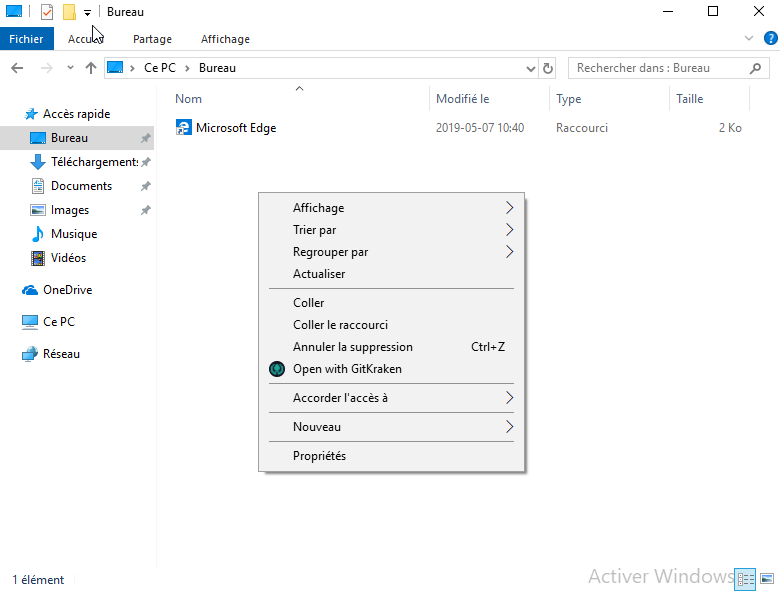 Bureau
Fichier Accueil Partage Affichage
Ce PC > Bureau
Rechercher dans : Bureau
Nom Modifié le Type Taille
Accès rapide
Bureau
Téléchargements
Documents
Images
Musique
Vidéos
OneDrive
Ce PC
Réseau
Microsoft Edge 2019-05-07 10:40 Raccourci 2 Ko
Affichage
Trier par
Regrouper par
Actualiser
Coller
Coller le raccourci
Annuler la suppression Ctrl+Z
Open with GitKraken
Accorder l'accès à
Nouveau
Propriétés
1 élément
Activer Windows